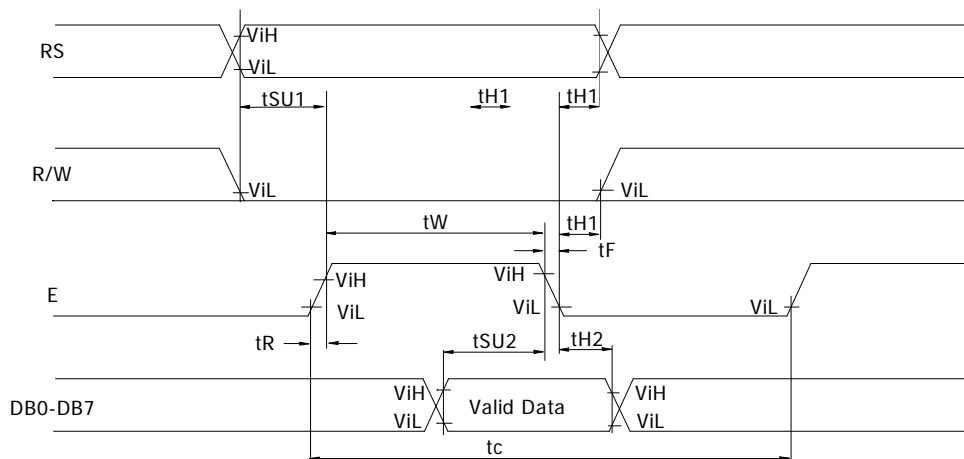 RS
ViH
ViL
tSU1
tH1
tH1
R/W
ViL
ViL
tW
tH1
tF
E
ViH
ViH
ViL
ViL
ViL
tR
tSU2
tH2
DB0-DB7
ViH
ViL
Valid Data
ViH
ViL
tc